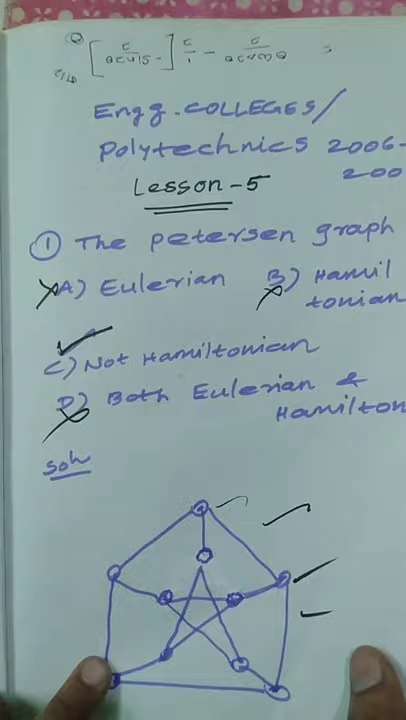 Engg. COLLEGES/
Polytechnics 2006-
200
Lesson-5
① The petersen graph
A) Eulerian B) Hamil
tonian
C) Not Hamiltonian
D) Both Eulerian &
Hamilton
Soln